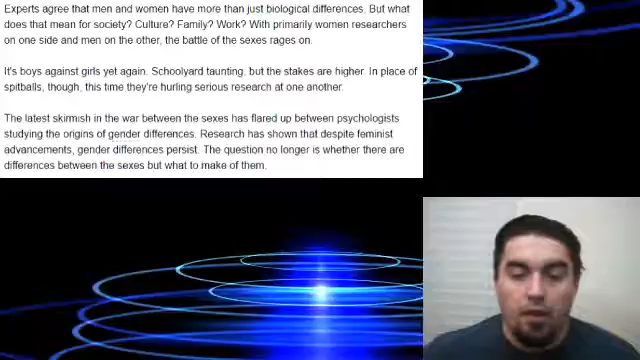 Experts agree that men and women have more than just biological differences. But what
does that mean for society? Culture? Family? Work? With primarily women researchers
on one side and men on the other, the battle of the sexes rages on.
It's boys against girls yet again. Schoolyard taunting, but the stakes are higher. In place of
spitballs, though, this time they're hurling serious research at one another.
The latest skirmish in the war between the sexes has flared up between psychologists
studying the origins of gender differences. Research has shown that despite feminist
advancements, gender differences persist. The question no longer is whether there are
differences between the sexes but what to make of them.